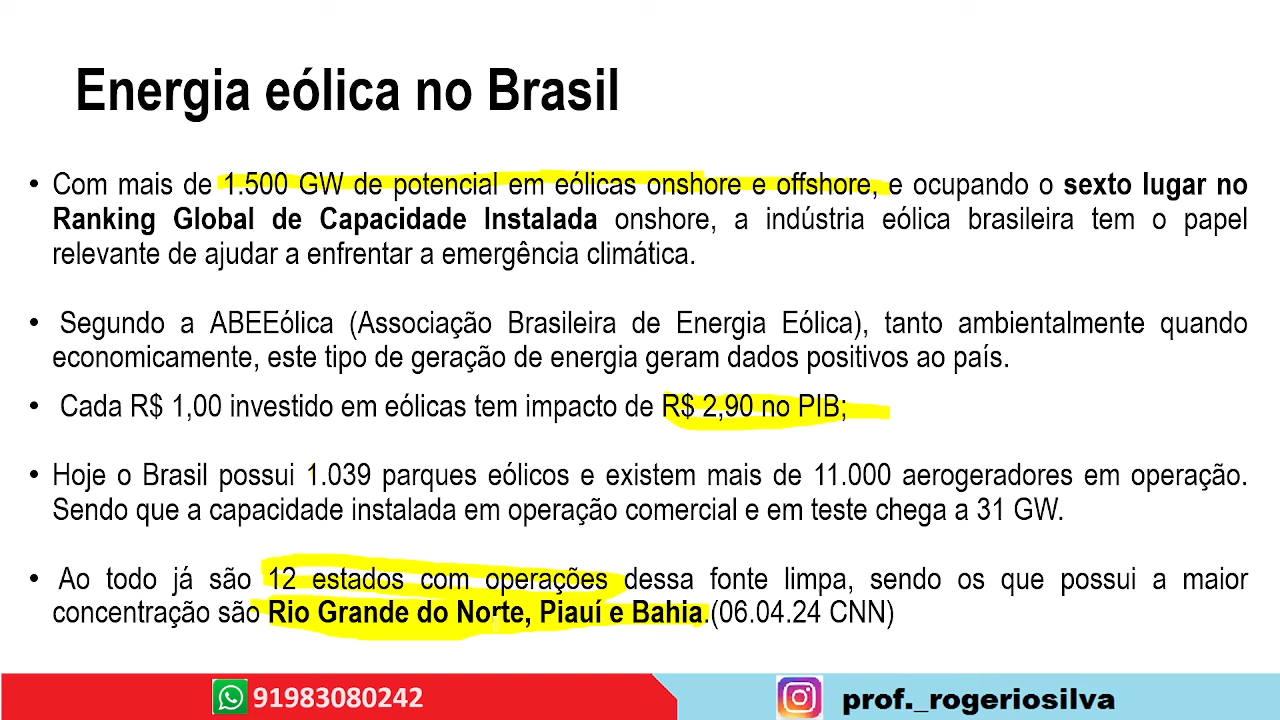 Energia eólica no Brasil
• Com mais de 1.500 GW de potencial em eólicas onshore e offshore, e ocupando o sexto lugar no
Ranking Global de Capacidade Instalada onshore, a indústria eólica brasileira tem o papel
relevante de ajudar a enfrentar a emergência climática.
• Segundo a ABEEólica (Associação Brasileira de Energia Eólica), tanto ambientalmente quando
economicamente, este tipo de geração de energia geram dados positivos ao país.
• Cada R$ 1,00 investido em eólicas tem impacto de R$ 2,90 no PIB;
• Hoje o Brasil possui 1.039 parques eólicos e existem mais de 11.000 aerogeradores em operação.
Sendo que a capacidade instalada em operação comercial e em teste chega a 31 GW.
• Ao todo já são 12 estados com operações dessa fonte limpa, sendo os que possui a maior
concentração são Rio Grande do Norte, Piauí e Bahia.(06.04.24 CNN)
91983080242
prof._rogeriosilva